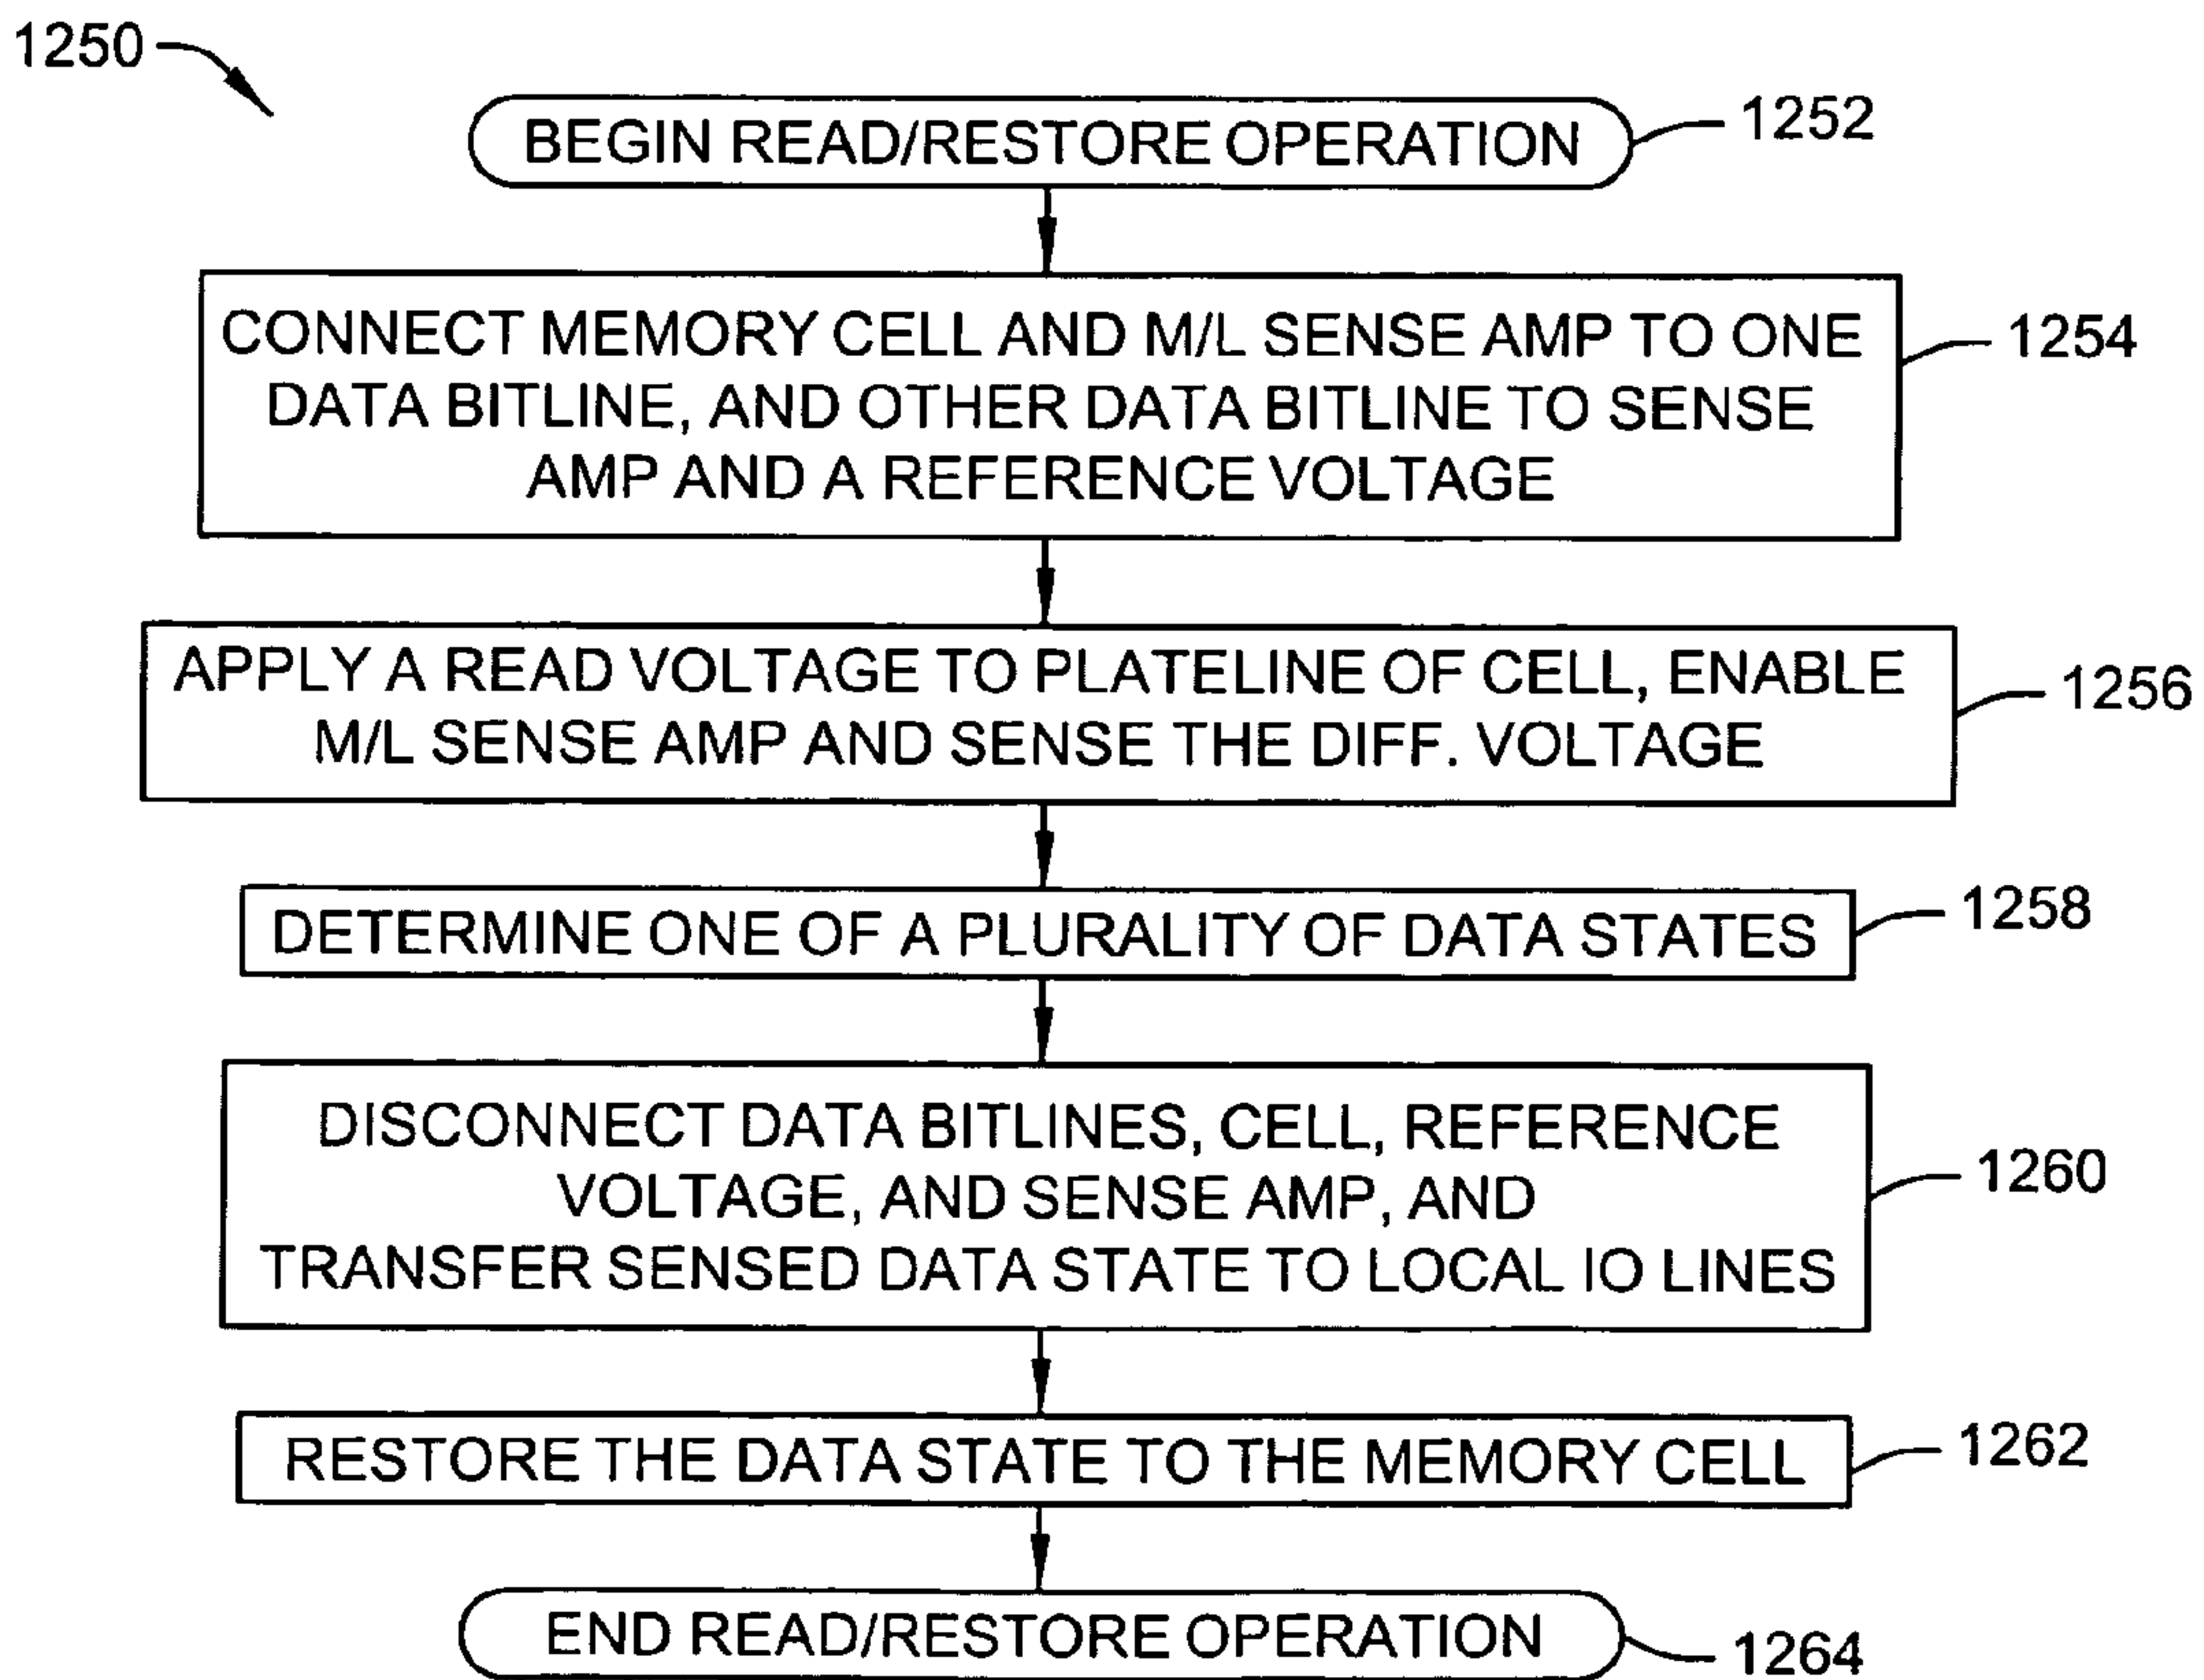 1250
BEGIN READ/RESTORE OPERATION
1252
CONNECT MEMORY CELL AND M/L SENSE AMP TO ONE
DATA BITLINE, AND OTHER DATA BITLINE TO SENSE
AMP AND A REFERENCE VOLTAGE
1254
APPLY A READ VOLTAGE TO PLATELINE OF CELL, ENABLE
M/L SENSE AMP AND SENSE THE DIFF. VOLTAGE
1256
DETERMINE ONE OF A PLURALITY OF DATA STATES
1258
DISCONNECT DATA BITLINES, CELL, REFERENCE
VOLTAGE, AND SENSE AMP, AND
TRANSFER SENSED DATA STATE TO LOCAL IO LINES
1260
RESTORE THE DATA STATE TO THE MEMORY CELL
1262
END READ/RESTORE OPERATION
1264